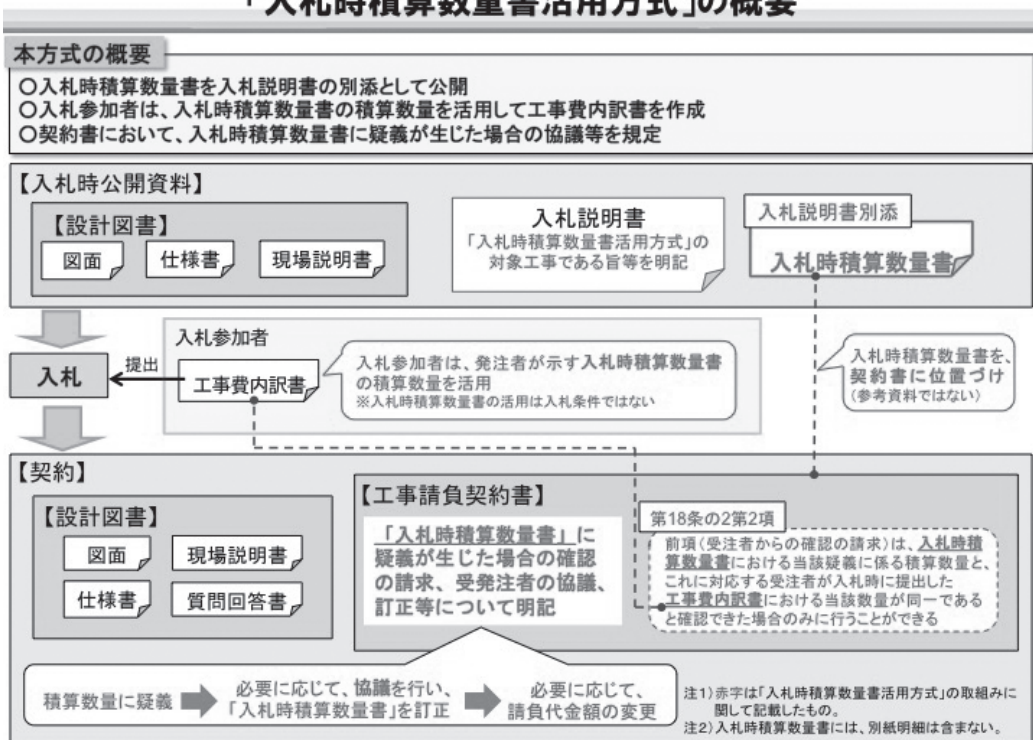 「入札時積算数量書活用方式」の概要
本方式の概要
○入札時積算数量書を入札説明書の別添として公開
○入札参加者は、入札時積算数量書の積算数量を活用して工事費内訳書を作成
○契約書において、入札時積算数量書に疑義が生じた場合の協議等を規定
【入札時公開資料】
【設計図書】
図面
仕様書
現場説明書
入札説明書
「入札時積算数量書活用方式」の
対象工事である旨等を明記
入札説明書別添
入札時積算数量書
入札
提出
入札参加者
工事費内訳書
入札参加者は、発注者が示す入札時積算数量書
の積算数量を活用
※入札時積算数量書の活用は入札条件ではない
入札時積算数量書を、
契約書に位置づけ
(参考資料ではない)
【契約】
【設計図書】
図面
現場説明書
仕様書
質問回答書
【工事請負契約書】
「入札時積算数量書」に
疑義が生じた場合の確認
の請求、受発注者の協議、
訂正等について明記
第18条の2第2項
前項(受注者からの確認の請求)は、入札時積
算数量書における当該疑義に係る積算数量と、
これに対応する受注者が入札時に提出した
工事費内訳書における当該数量が同一である
と確認できた場合のみに行うことができる
積算数量に疑義
必要に応じて、協議を行い、
「入札時積算数量書」を訂正
必要に応じて、
請負代金額の変更
注1)赤字は「入札時積算数量書活用方式」の取組みに
関して記載したもの。
注2)入札時積算数量書には、別紙明細は含まない。